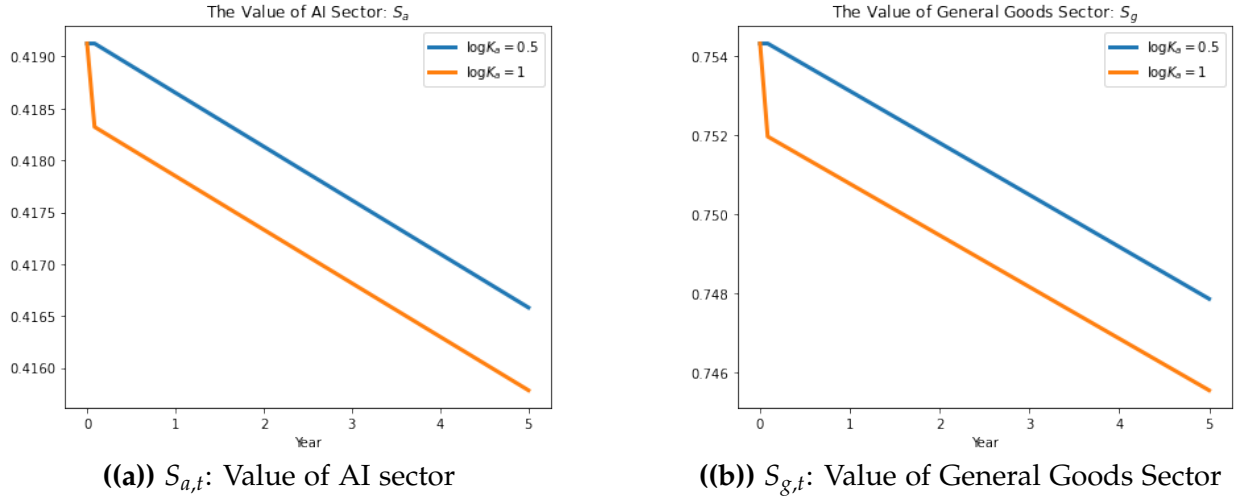 The Value of AI Sector: Sₐ
0.4190
0.4185
0.4180
0.4175
0.4170
0.4165
0.4160
logKₐ = 0.5
logKₐ = 1
0 1 2 3 4 5
Year
((a)) Sₐ,ₜ: Value of AI sector
The Value of General Goods Sector: S_g
0.754
0.752
0.750
0.748
0.746
logKₐ = 0.5
logKₐ = 1
0 1 2 3 4 5
Year
((b)) S_{g,t}: Value of General Goods Sector